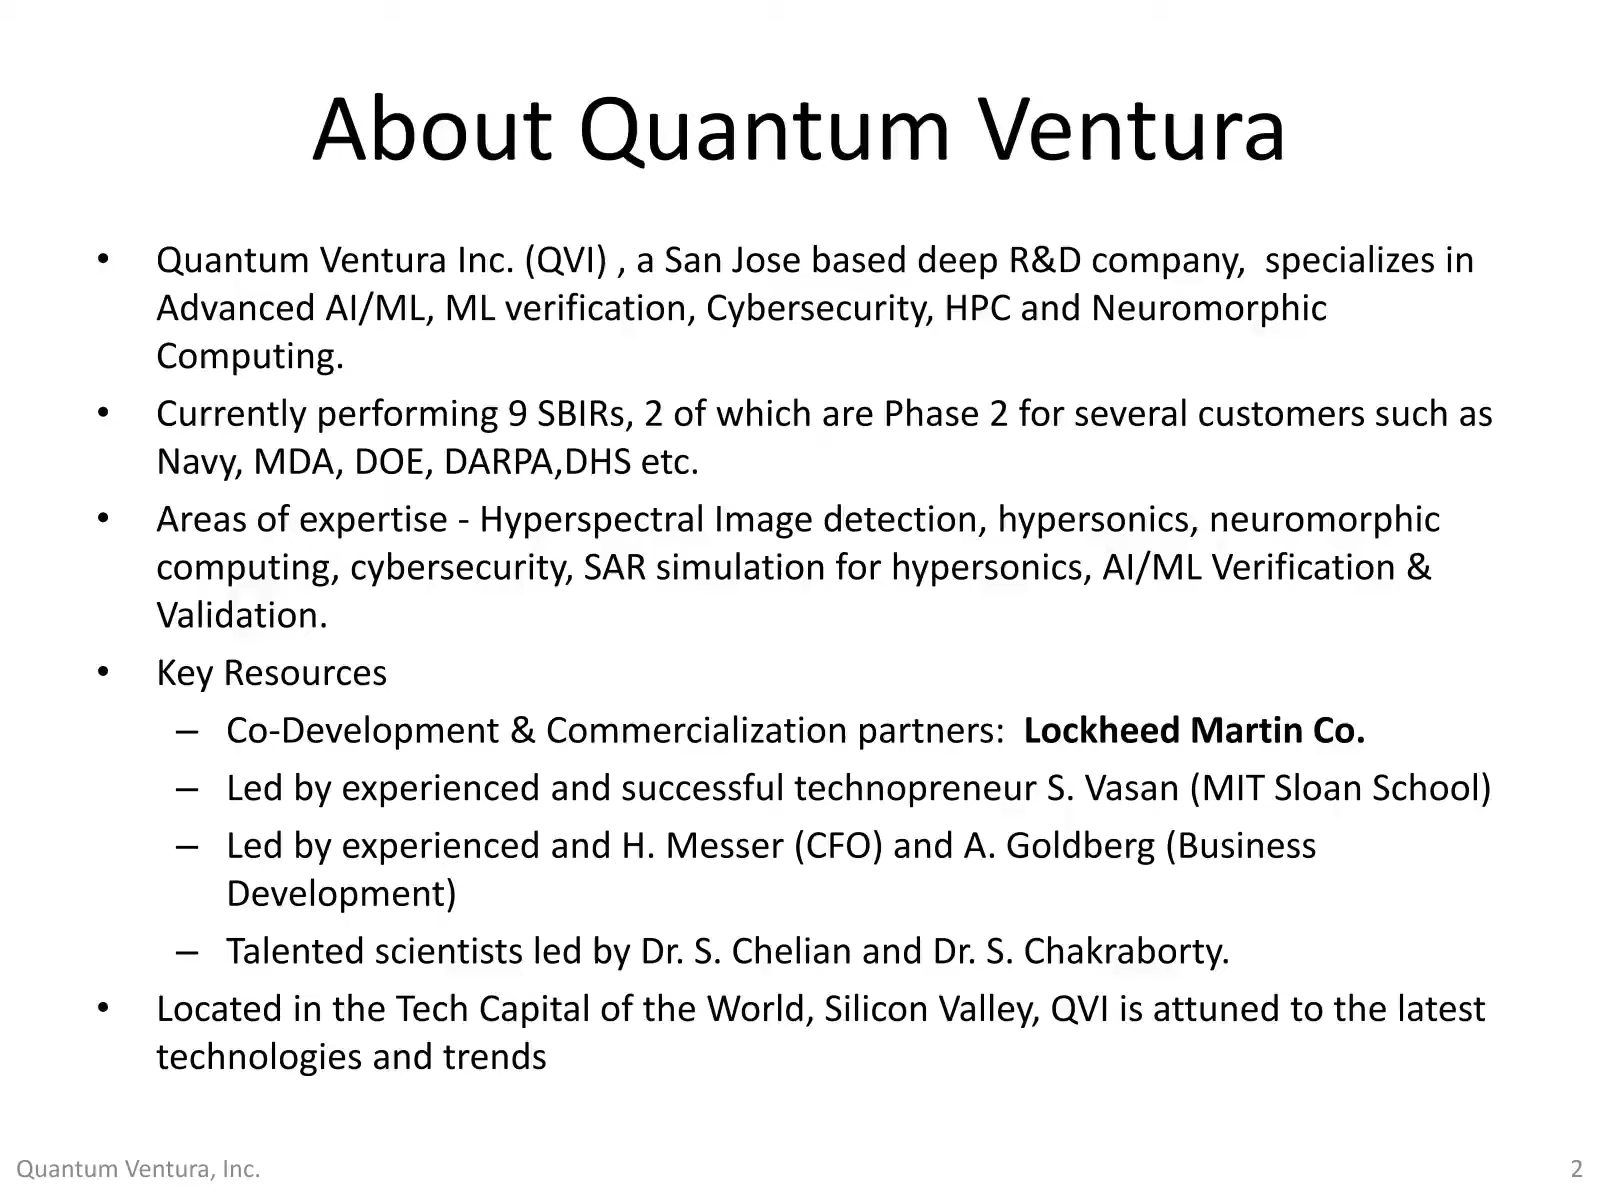 About Quantum Ventura
• Quantum Ventura Inc. (QVI) , a San Jose based deep R&D company,  specializes in
Advanced AI/ML, ML verification, Cybersecurity, HPC and Neuromorphic
Computing.
• Currently performing 9 SBIRs, 2 of which are Phase 2 for several customers such as
Navy, MDA, DOE, DARPA,DHS etc.
• Areas of expertise - Hyperspectral Image detection, hypersonics, neuromorphic
computing, cybersecurity, SAR simulation for hypersonics, AI/ML Verification &
Validation.
• Key Resources
– Co-Development & Commercialization partners:  Lockheed Martin Co.
– Led by experienced and successful technopreneur S. Vasan (MIT Sloan School)
– Led by experienced and H. Messer (CFO) and A. Goldberg (Business
Development)
– Talented scientists led by Dr. S. Chelian and Dr. S. Chakraborty.
• Located in the Tech Capital of the World, Silicon Valley, QVI is attuned to the latest
technologies and trends
Quantum Ventura, Inc.
2